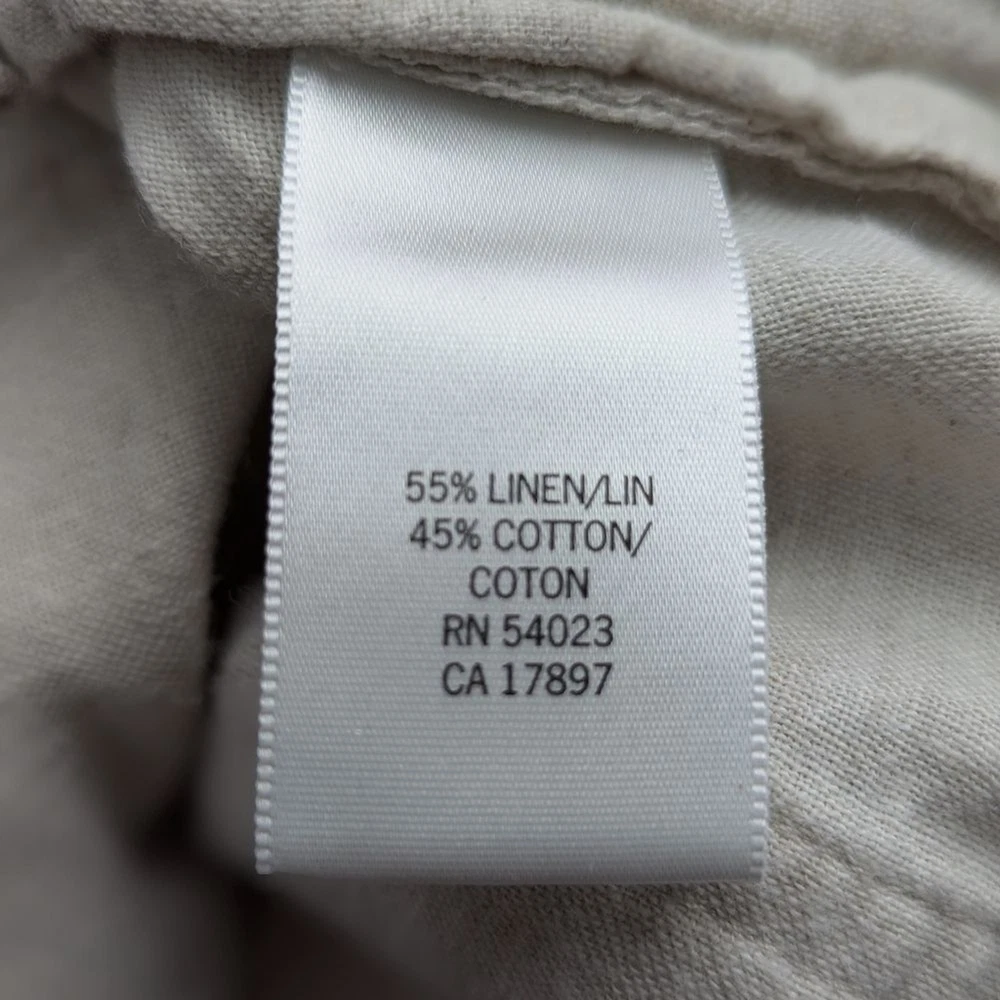 55% LINEN/LIN
45% COTTON/
COTON
RN 54023
CA 17897